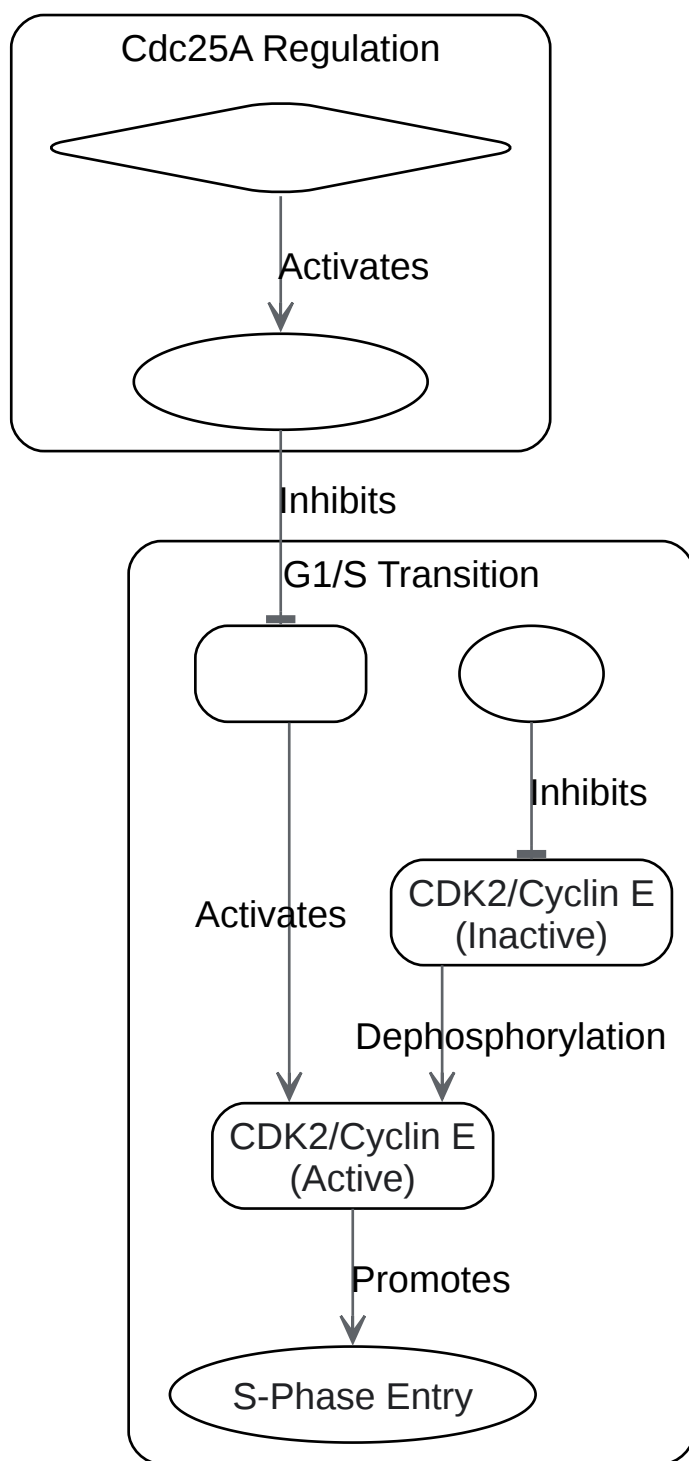 Cdc25A Regulation
Activates
Inhibits
G1/S Transition
Inhibits
CDK2/Cyclin E
(Inactive)
Activates
Dephosphorylation
CDK2/Cyclin E
(Active)
Promotes
S-Phase Entry